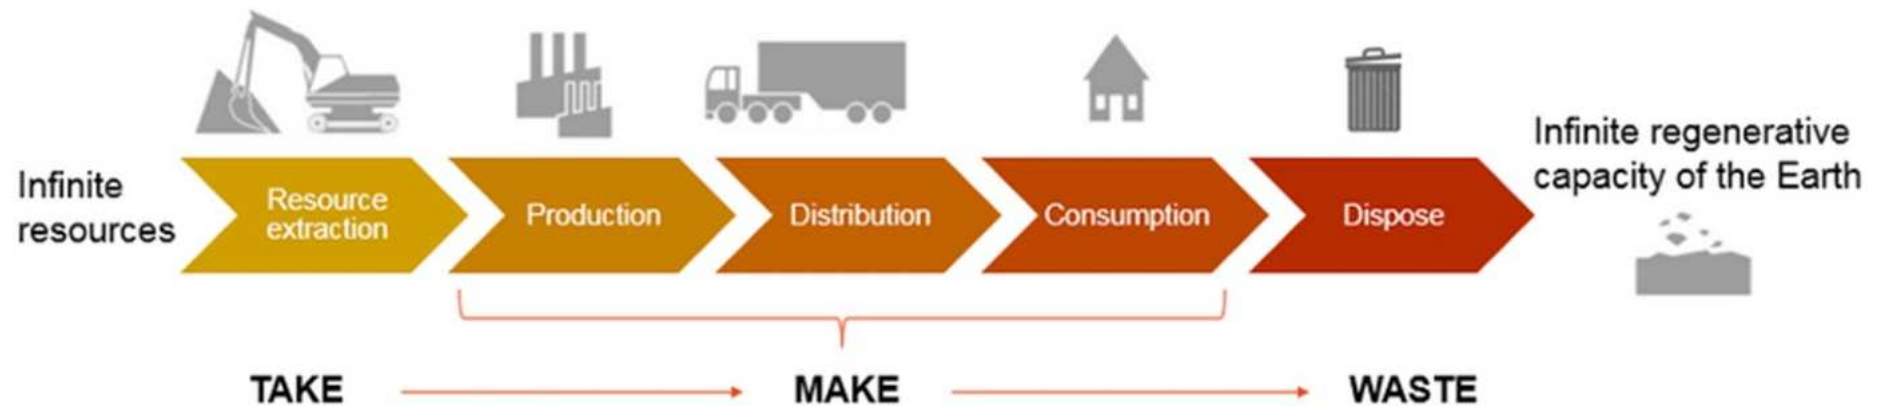 Infinite
resources
Resource
extraction
Production
Distribution
Consumption
Dispose
Infinite regenerative
capacity of the Earth
TAKE
MAKE
WASTE